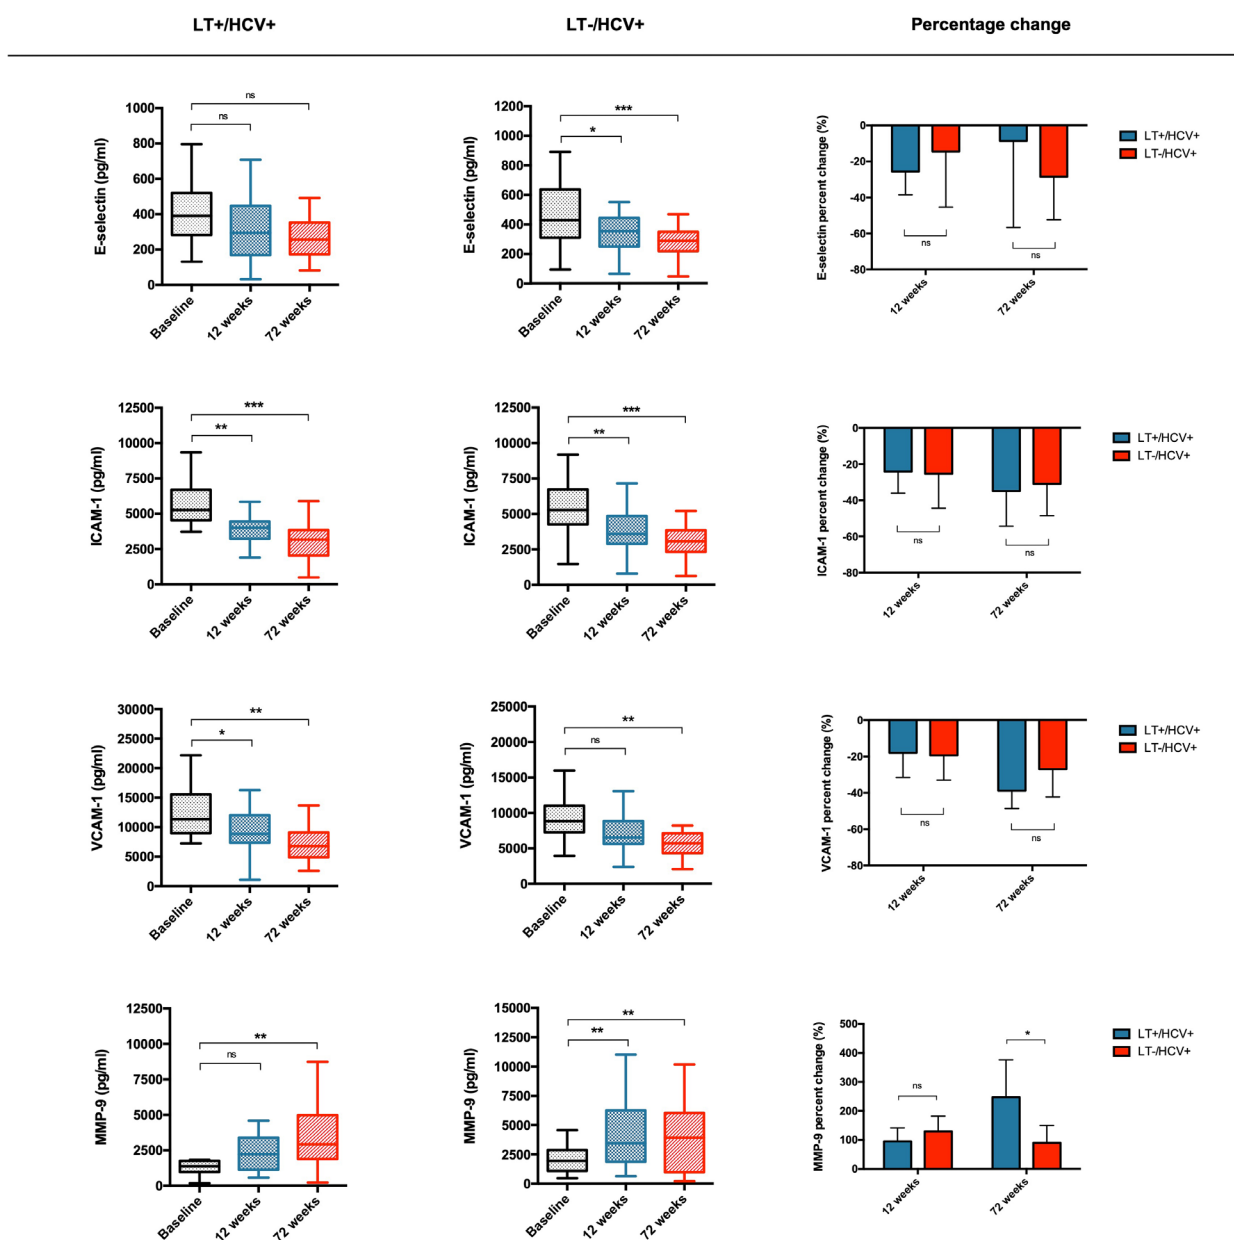 LT+/HCV+ LT-/HCV+ Percentage change
E-selectin (pg/ml)
1000
800
600
400
200
0
ns
ns
Baseline 12 weeks 72 weeks
E-selectin (pg/ml)
1200
1000
800
600
400
200
0
***
*
Baseline 12 weeks 72 weeks
E-selectin percent change (%)
0
-20
-40
-60
-80
ns
ns
12 weeks 72 weeks
LT+/HCV+
LT-/HCV+
ICAM-1 (pg/ml)
12500
10000
7500
5000
2500
0
***
**
Baseline 12 weeks 72 weeks
ICAM-1 (pg/ml)
12500
10000
7500
5000
2500
0
***
**
Baseline 12 weeks 72 weeks
ICAM-1 percent change (%)
0
-20
-40
-60
-80
ns
ns
12 weeks 72 weeks
LT+/HCV+
LT-/HCV+
VCAM-1 (pg/ml)
30000
25000
20000
15000
10000
5000
0
**
*
Baseline 12 weeks 72 weeks
VCAM-1 (pg/ml)
25000
20000
15000
10000
5000
0
**
ns
Baseline 12 weeks 72 weeks
VCAM-1 percent change (%)
0
-20
-40
-60
-80
ns
ns
12 weeks 72 weeks
LT+/HCV+
LT-/HCV+
MMP-9 (pg/ml)
12500
10000
7500
5000
2500
0
**
ns
Baseline 12 weeks 72 weeks
MMP-9 (pg/ml)
15000
12500
10000
7500
5000
2500
0
**
**
Baseline 12 weeks 72 weeks
MMP-9 percent change (%)
500
400
300
200
100
0
*
ns
12 weeks 72 weeks
LT+/HCV+
LT-/HCV+